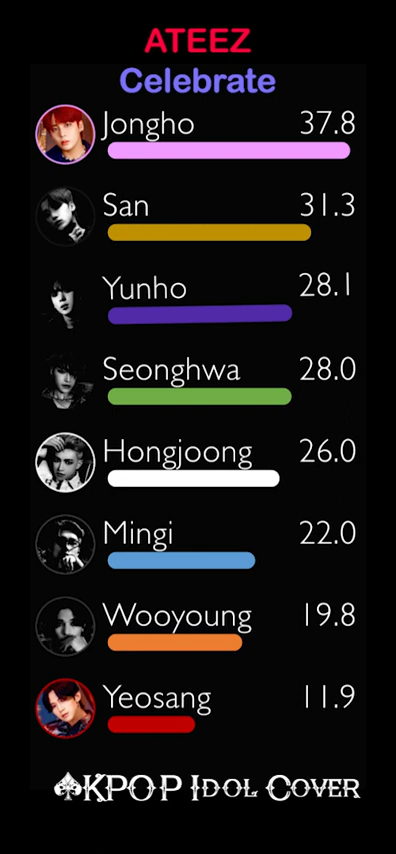 ATEEZ
Celebrate
Jongho 37.8
San 31.3
Yunho 28.1
Seonghwa 28.0
Hongjoong 26.0
Mingi 22.0
Wooyoung 19.8
Yeosang 11.9
♠KPOP Idol Cover